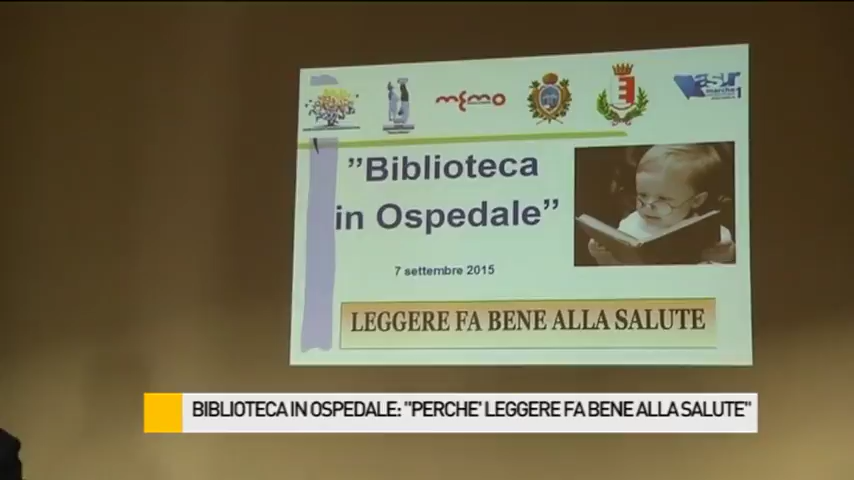 memo
asur
marche
1
"Biblioteca
in Ospedale"
7 settembre 2015
LEGGERE FA BENE ALLA SALUTE
BIBLIOTECA IN OSPEDALE: "PERCHE' LEGGERE FA BENE ALLA SALUTE"